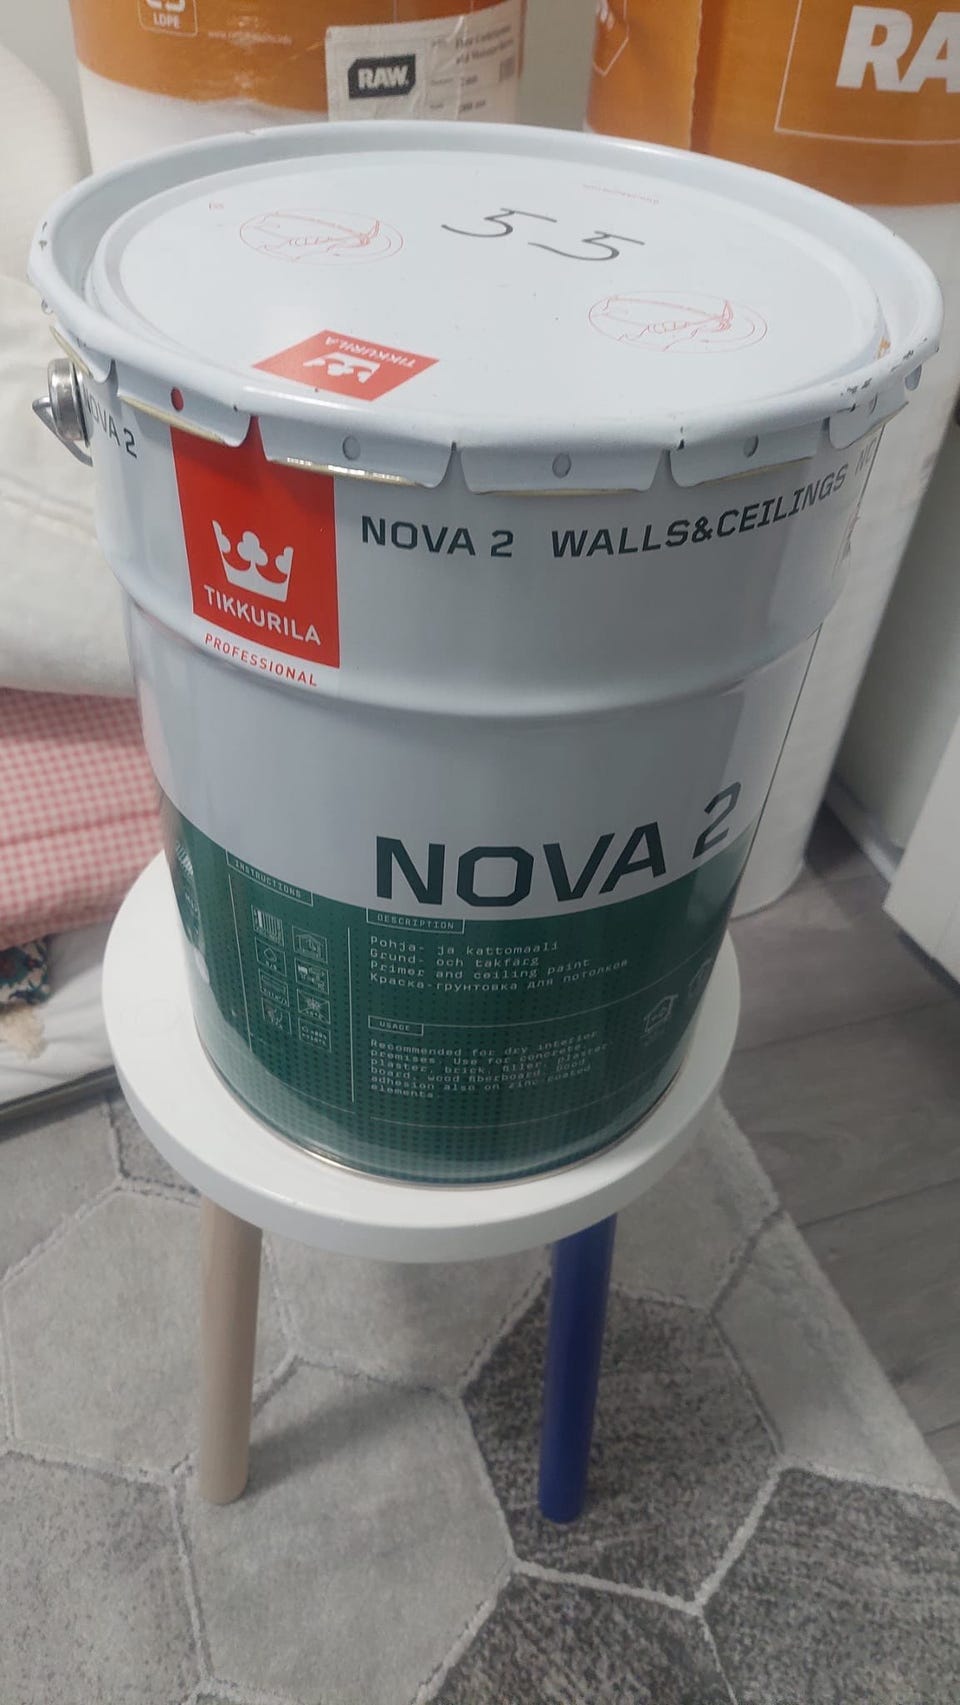 LDPE
RAW.
RA
55
TIKKURILA
NOVA 2
NOVA 2 WALLS&CEILINGS
TIKKURILA
PROFESSIONAL
NOVA 2
INSTRUCTIONS
DESCRIPTION
Pohja- ja kattomaali
Grund- och takfärg
Primer and ceiling paint
Краска-грунтовка для потолков
USAGE
Recommended for dry interior
premises. Use for concrete,
plaster, brick, filler, plaster
board, wood fiberboard. Good
adhesion also on zinc-coated
elements.